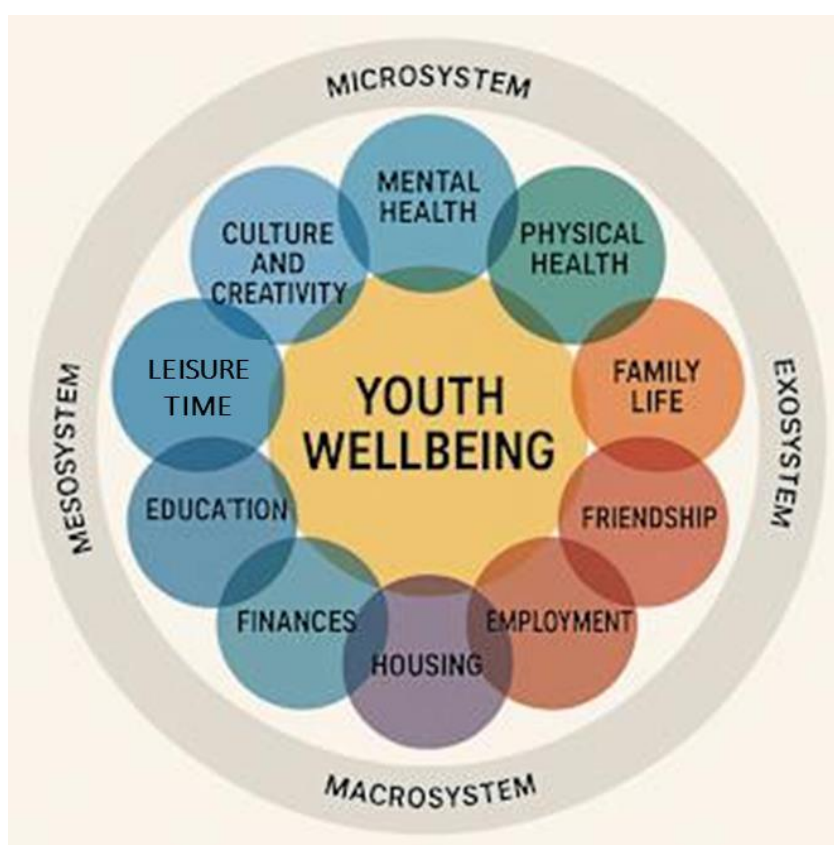 MICROSYSTEM
MENTAL
HEALTH
CULTURE
AND
CREATIVITY
PHYSICAL
HEALTH
LEISURE
TIME
FAMILY
LIFE
YOUTH
WELLBEING
MESOSYSTEM
EXOSYSTEM
EDUCATION
FRIENDSHIP
FINANCES
EMPLOYMENT
HOUSING
MACROSYSTEM